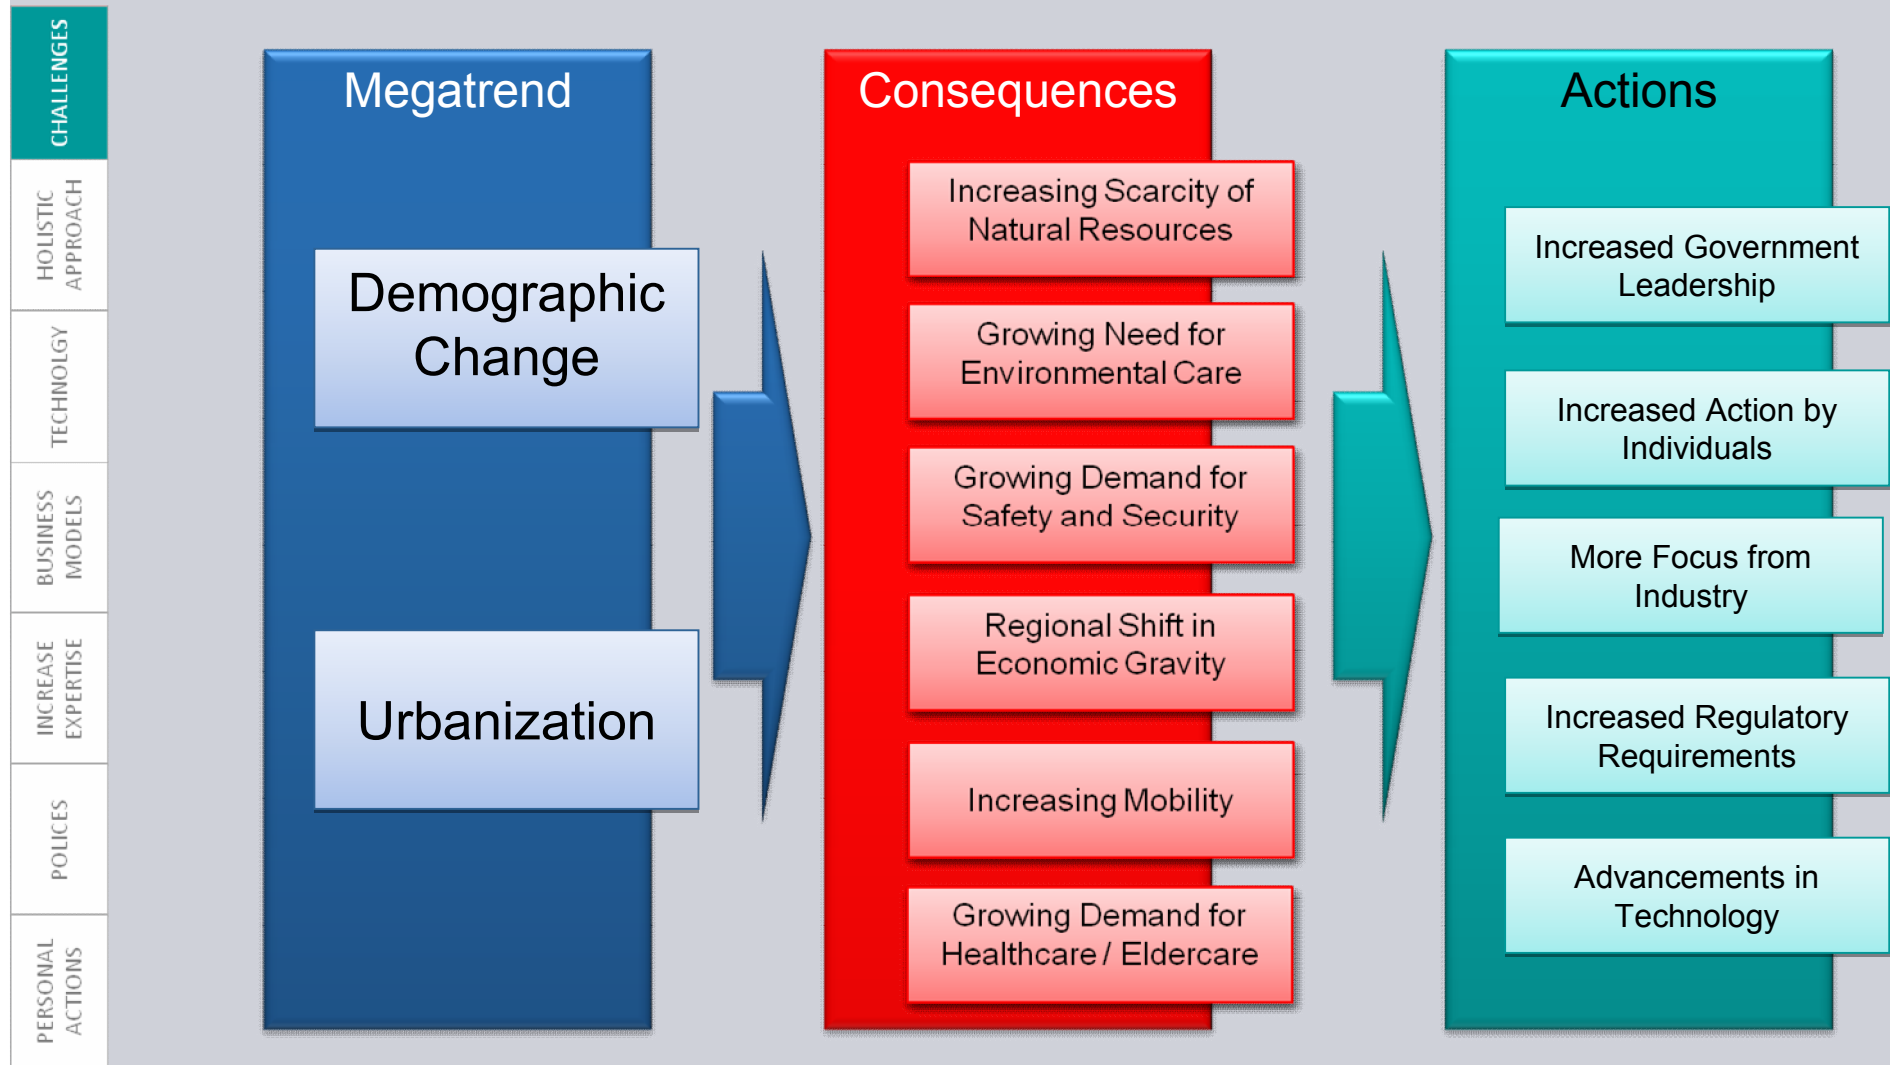 CHALLENGES
HOLISTIC
APPROACH
TECHNOLGY
BUSINESS
MODELS
INCREASE
EXPERTISE
POLICES
PERSONAL
ACTIONS
Megatrend
Demographic
Change
Urbanization
Consequences
Increasing Scarcity of
Natural Resources
Growing Need for
Environmental Care
Growing Demand for
Safety and Security
Regional Shift in
Economic Gravity
Increasing Mobility
Growing Demand for
Healthcare / Eldercare
Actions
Increased Government
Leadership
Increased Action by
Individuals
More Focus from
Industry
Increased Regulatory
Requirements
Advancements in
Technology